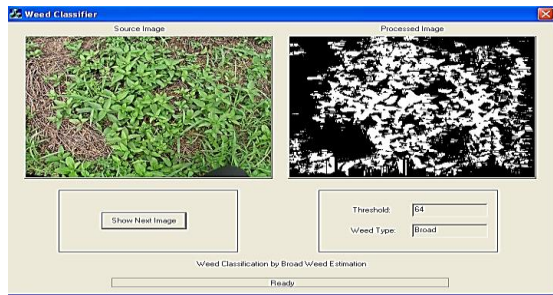 Weed Classifier
Source Image
Processed Image
Show Next Image
Threshold: 64
Weed Type: Broad
Weed Classification by Broad Weed Estimation
Ready